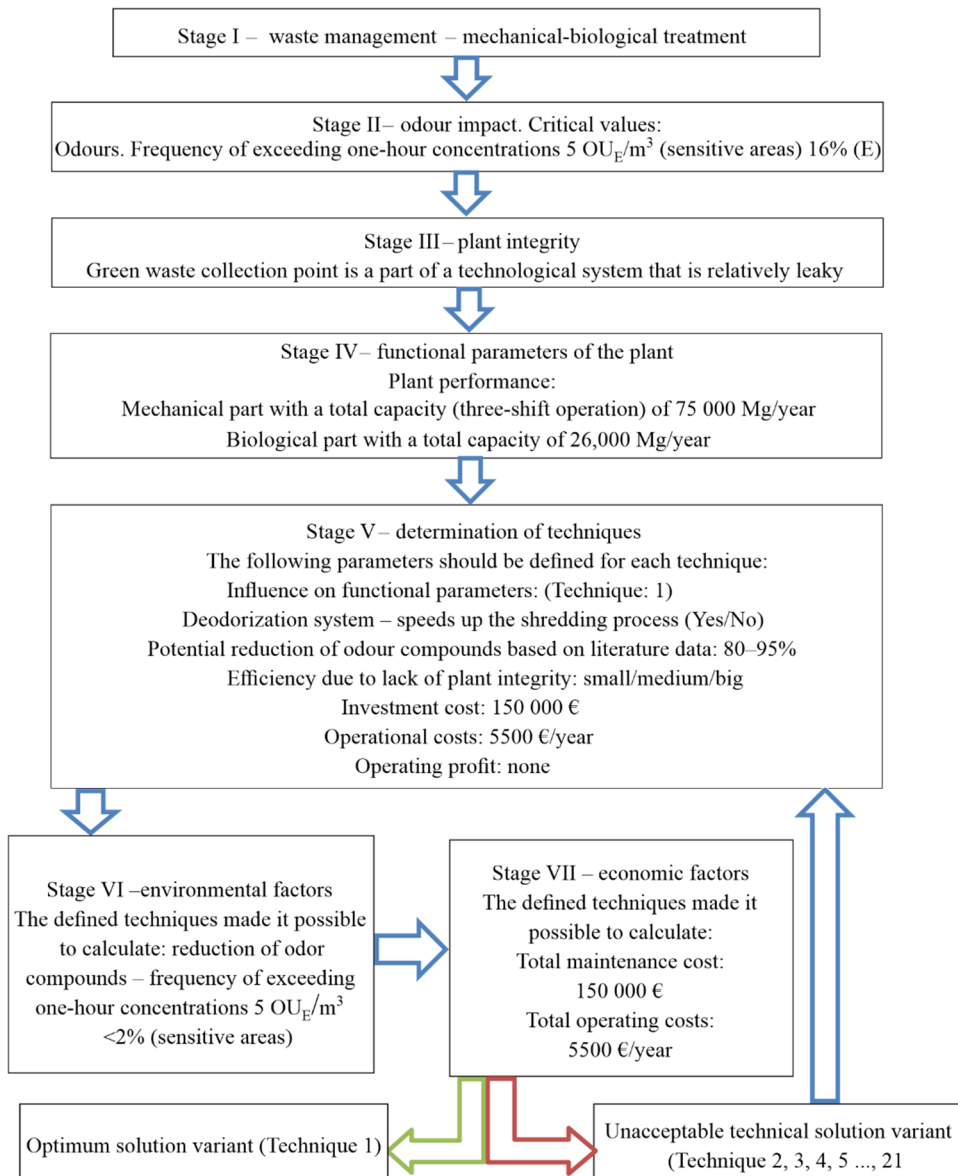 Stage I – waste management – mechanical-biological treatment
Stage II – odour impact. Critical values:
Odours. Frequency of exceeding one-hour concentrations 5 OU_E/m³ (sensitive areas) 16% (E)
Stage III – plant integrity
Green waste collection point is a part of a technological system that is relatively leaky
Stage IV – functional parameters of the plant
Plant performance:
Mechanical part with a total capacity (three-shift operation) of 75 000 Mg/year
Biological part with a total capacity of 26,000 Mg/year
Stage V – determination of techniques
The following parameters should be defined for each technique:
Influence on functional parameters: (Technique: 1)
Deodorization system – speeds up the shredding process (Yes/No)
Potential reduction of odour compounds based on literature data: 80–95%
Efficiency due to lack of plant integrity: small/medium/big
Investment cost: 150 000 €
Operational costs: 5500 €/year
Operating profit: none
Stage VI –environmental factors
The defined techniques made it possible
to calculate: reduction of odor
compounds – frequency of exceeding
one-hour concentrations 5 OU_E/m³
<2% (sensitive areas)
Stage VII – economic factors
The defined techniques made it
possible to calculate:
Total maintenance cost:
150 000 €
Total operating costs:
5500 €/year
Optimum solution variant (Technique 1)
Unacceptable technical solution variant
(Technique 2, 3, 4, 5 ..., 21